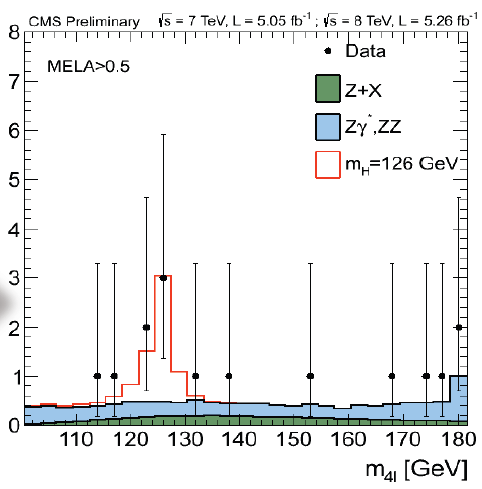 CMS Preliminary √s = 7 TeV, L = 5.05 fb⁻¹ ; √s = 8 TeV, L = 5.26 fb⁻¹
8
MELA>0.5
Data
7
Z+X
6
Zγ*,ZZ
m_H=126 GeV
5
4
3
2
1
0
110 120 130 140 150 160 170 180
m_4l [GeV]